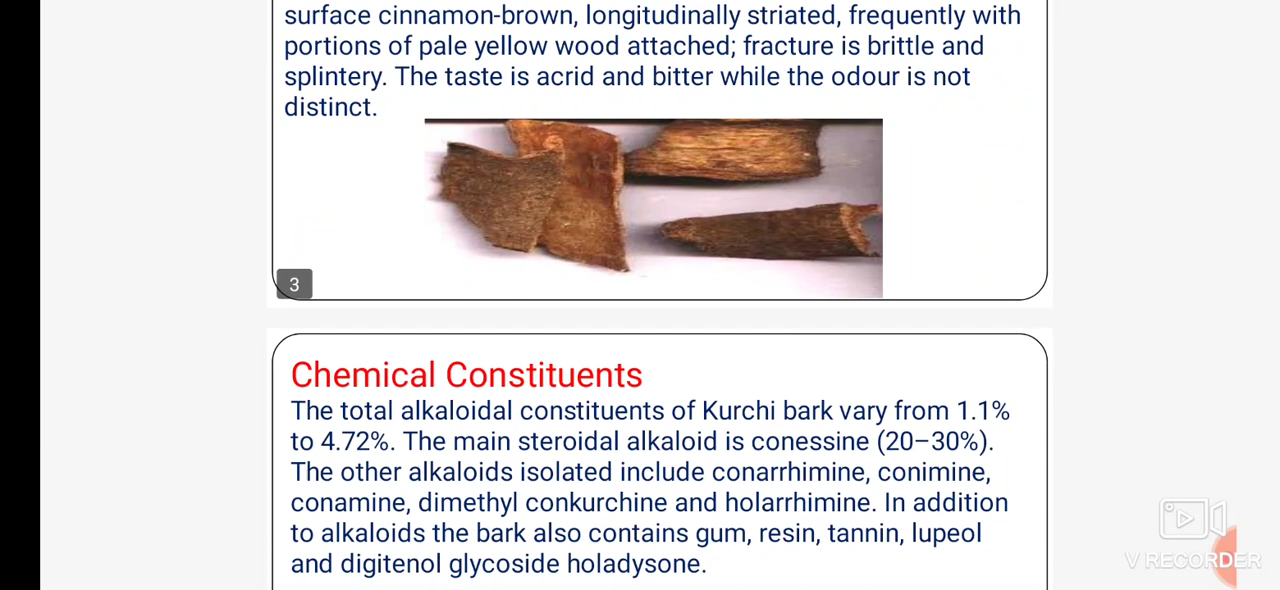 surface cinnamon-brown, longitudinally striated, frequently with
portions of pale yellow wood attached; fracture is brittle and
splintery. The taste is acrid and bitter while the odour is not
distinct.
3
Chemical Constituents
The total alkaloidal constituents of Kurchi bark vary from 1.1%
to 4.72%. The main steroidal alkaloid is conessine (20–30%).
The other alkaloids isolated include conarrhimine, conimine,
conamine, dimethyl conkurchine and holarrhimine. In addition
to alkaloids the bark also contains gum, resin, tannin, lupeol
and digitenol glycoside holadysone.
V RECORDER